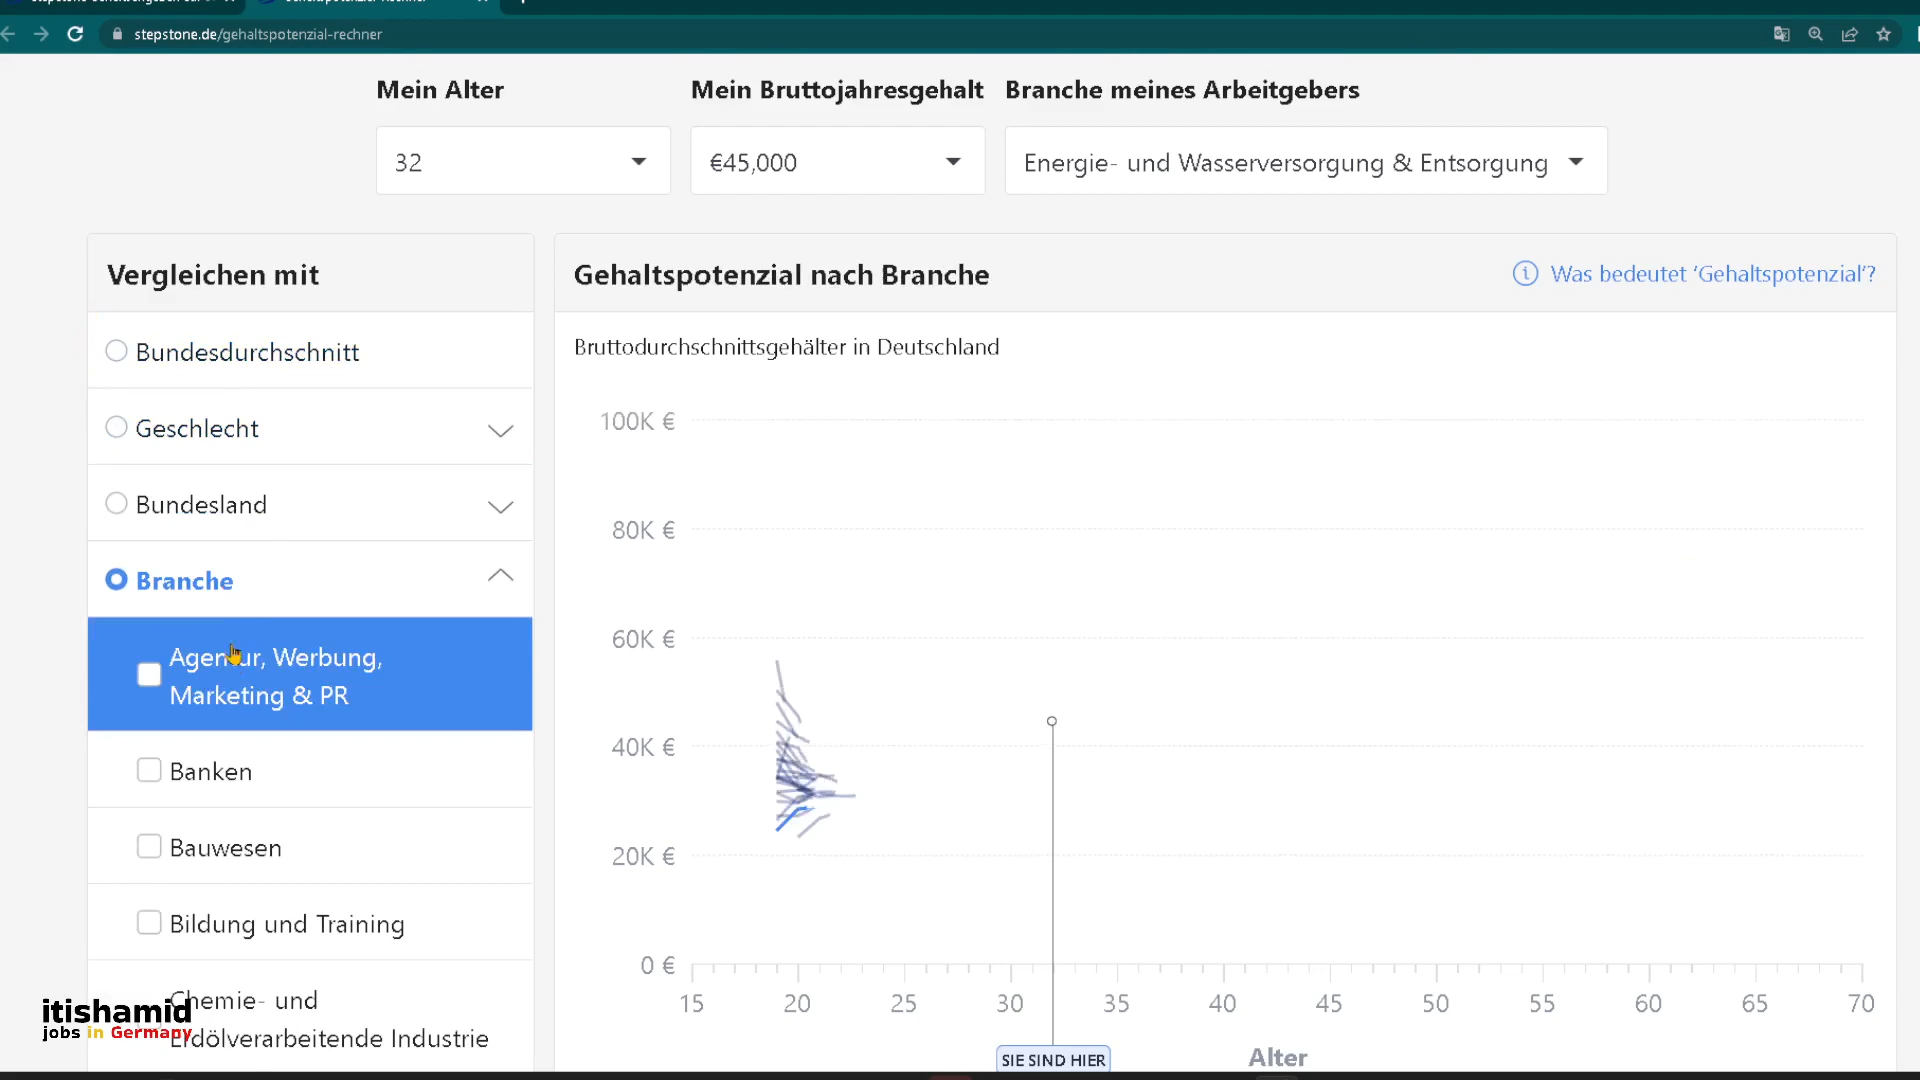 stepstone.de/gehaltspotenzial-rechner
Mein Alter
Mein Bruttojahresgehalt
Branche meines Arbeitgebers
32
€45,000
Energie- und Wasserversorgung & Entsorgung
Vergleichen mit
Bundesdurchschnitt
Geschlecht
Bundesland
Branche
Agentur, Werbung,
Marketing & PR
Banken
Bauwesen
Bildung und Training
Chemie- und
Erdölverarbeitende Industrie
itishamid
jobs in Germany
Gehaltspotenzial nach Branche
Was bedeutet ‘Gehaltspotenzial’?
Bruttodurchschnittsgehälter in Deutschland
100K €
80K €
60K €
40K €
20K €
0 €
15 20 25 30 35 40 45 50 55 60 65 70
SIE SIND HIER
Alter